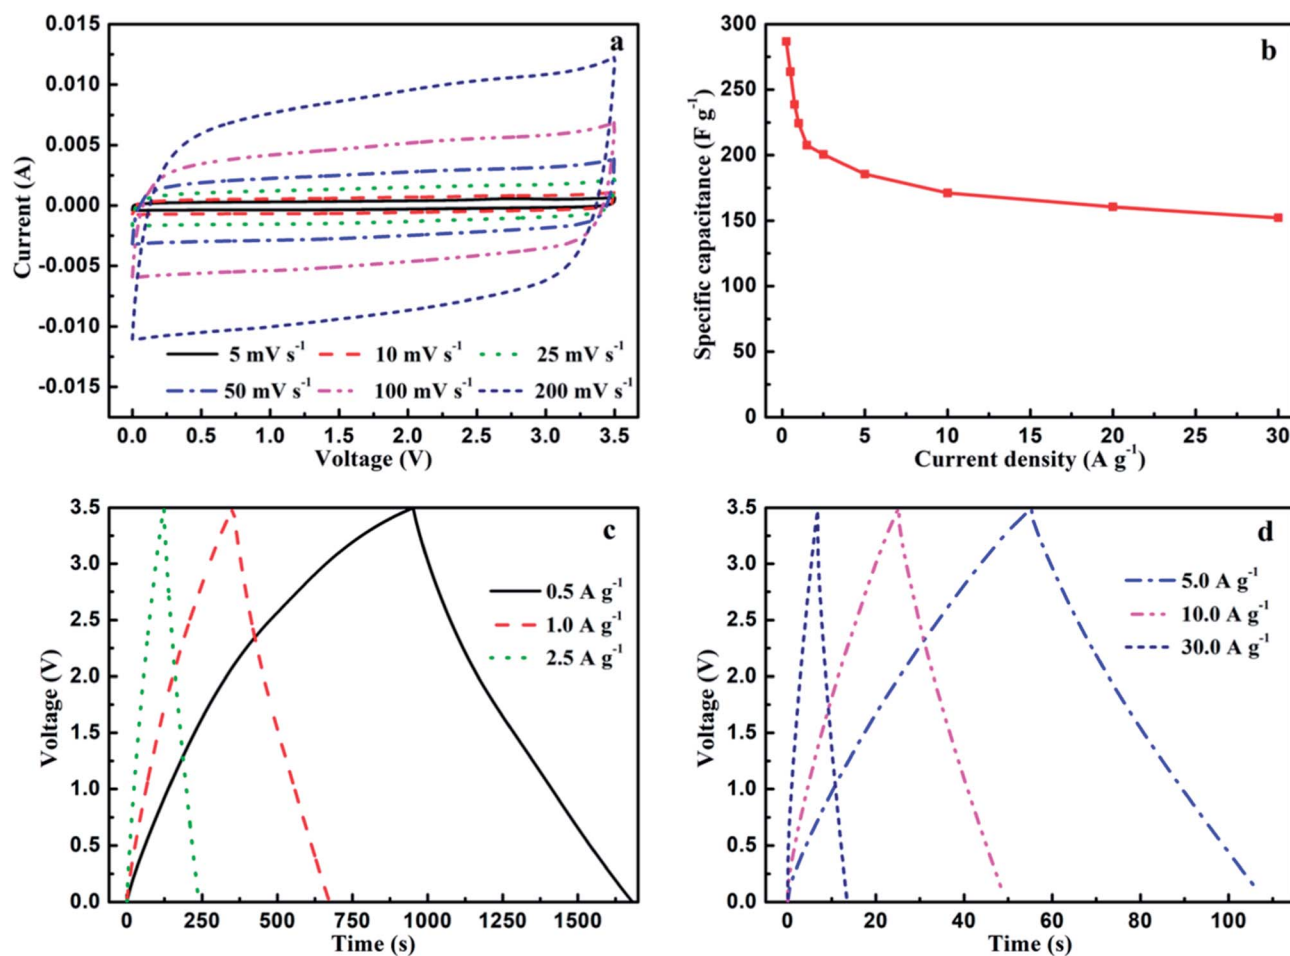 a
Current (A)
0.015
0.010
0.005
0.000
-0.005
-0.010
-0.015
5 mV s-1 10 mV s-1 25 mV s-1
50 mV s-1 100 mV s-1 200 mV s-1
0.0 0.5 1.0 1.5 2.0 2.5 3.0 3.5
Voltage (V)
b
Specific capacitance (F g-1)
300
250
200
150
100
50
0
0 5 10 15 20 25 30
Current density (A g-1)
c
Voltage (V)
3.5
3.0
2.5
2.0
1.5
1.0
0.5
0.0
0.5 A g-1
1.0 A g-1
2.5 A g-1
0 250 500 750 1000 1250 1500
Time (s)
d
Voltage (V)
3.5
3.0
2.5
2.0
1.5
1.0
0.5
0.0
5.0 A g-1
10.0 A g-1
30.0 A g-1
0 20 40 60 80 100
Time (s)